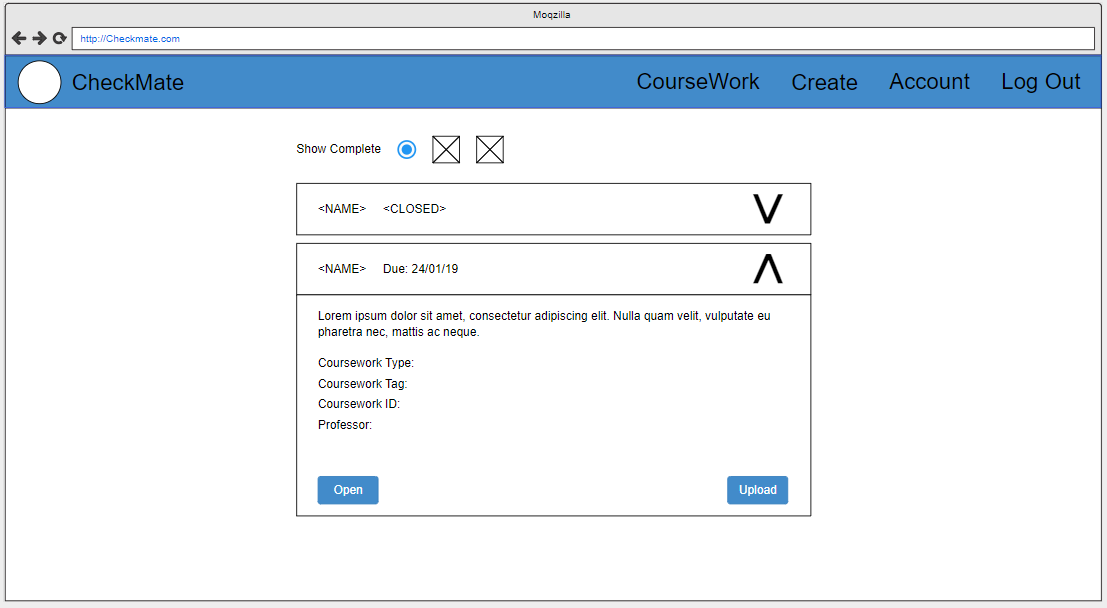 Moqzilla
http://Checkmate.com
CheckMate CourseWork Create Account Log Out
Show Complete
<NAME> <CLOSED> V
<NAME> Due: 24/01/19 Λ
Lorem ipsum dolor sit amet, consectetur adipiscing elit. Nulla quam velit, vulputate eu
pharetra nec, mattis ac neque.
Coursework Type:
Coursework Tag:
Coursework ID:
Professor:
Open Upload